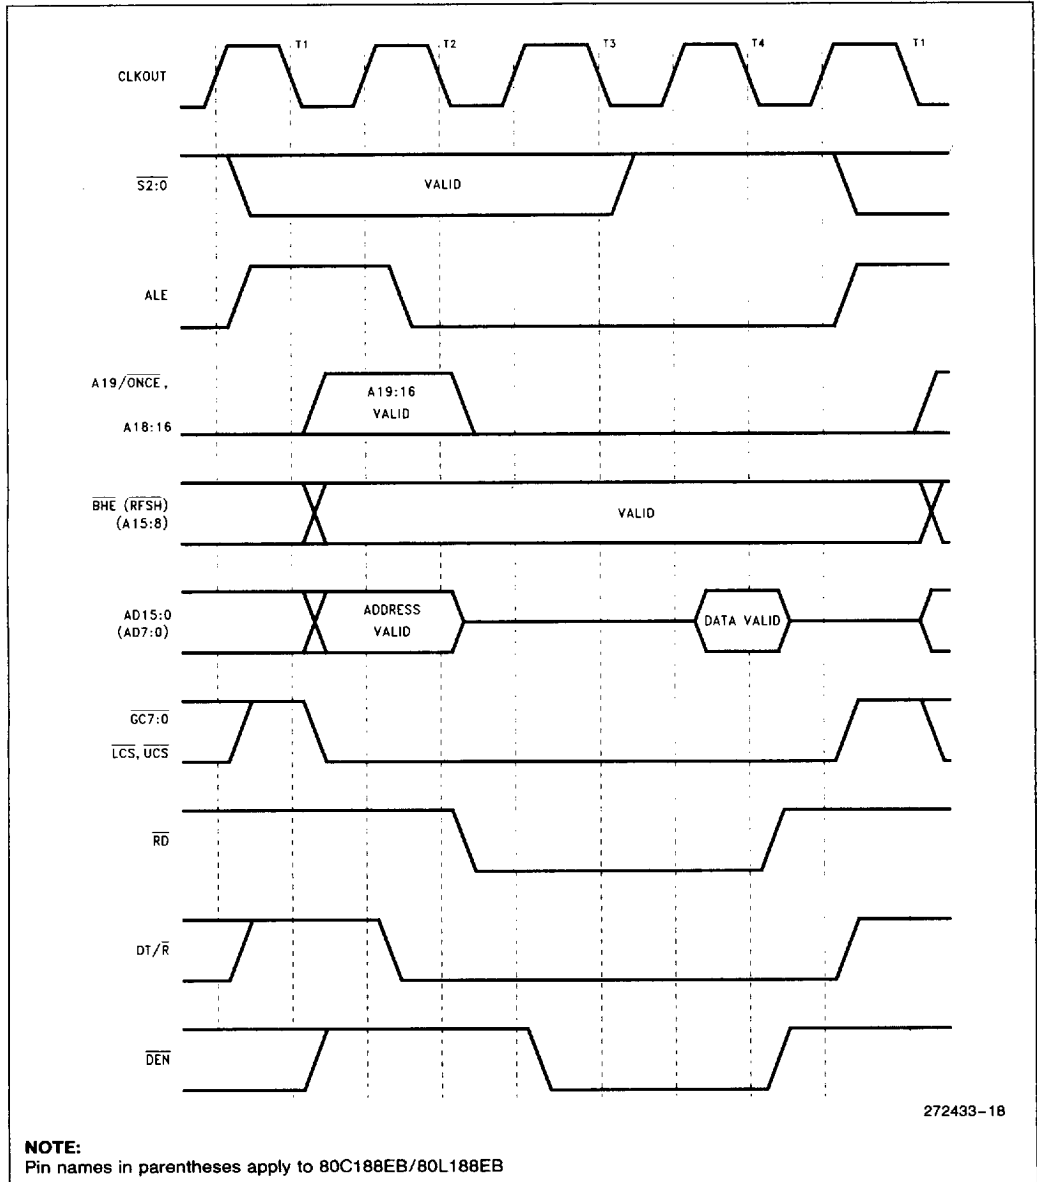 T1 T2 T3 T4 T1
CLKOUT
S2:0
VALID
ALE
A19/ONCE,
A18:16
A19:16
VALID
BHE (RFSH)
(A15:8)
VALID
AD15:0
(AD7:0)
ADDRESS
VALID
DATA VALID
GC7:0
LCS, UCS
RD
DT/R
DEN
272433-18
NOTE:
Pin names in parentheses apply to 80C188EB/80L188EB